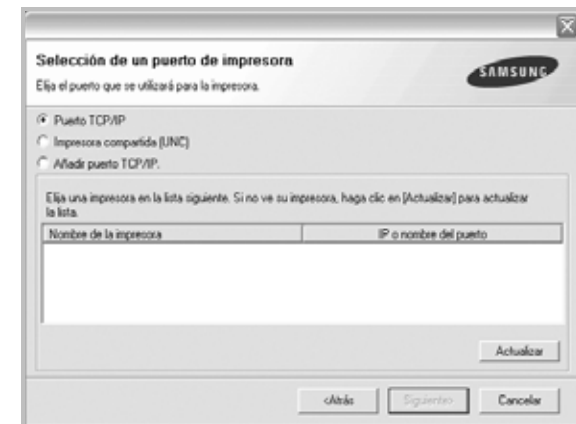 Selección de un puerto de impresora
Elija el puerto que se utilizará para la impresora.
SAMSUNG
Puerto TCP/IP
Impresora compartida (UNC)
Añadir puerto TCP/IP.
Elija una impresora en la lista siguiente. Si no ve su impresora, haga clic en [Actualizar] para actualizar
la lista.
Nombre de la impresora IP o nombre del puerto
Actualizar
<Atrás Siguiente> Cancelar